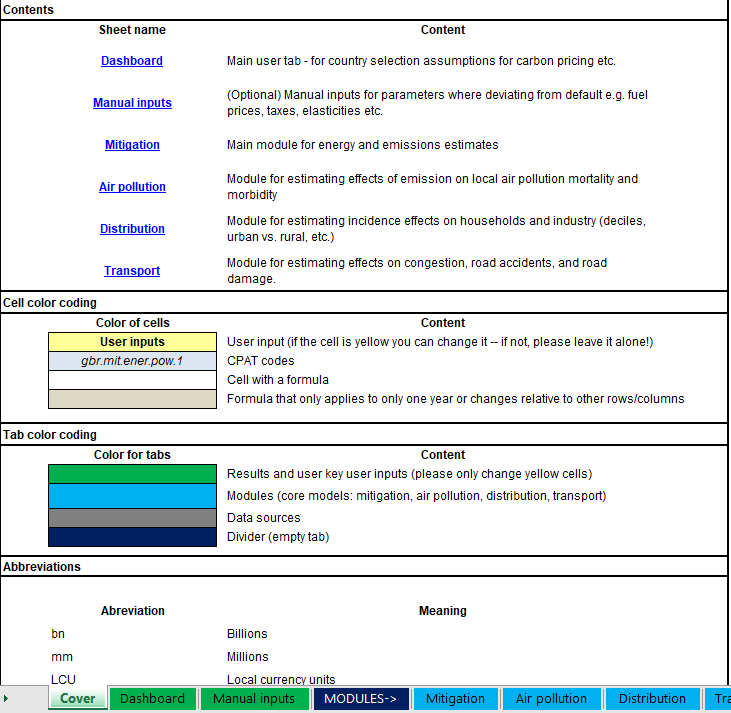 Contents
Sheet name Content
Dashboard Main user tab - for country selection assumptions for carbon pricing etc.
Manual inputs (Optional) Manual inputs for parameters where deviating from default e.g. fuel
prices, taxes, elasticities etc.
Mitigation Main module for energy and emissions estimates
Air pollution Module for estimating effects of emission on local air pollution mortality and
morbidity
Distribution Module for estimating incidence effects on households and industry (deciles,
urban vs. rural, etc.)
Transport Module for estimating effects on congestion, road accidents, and road
damage.
Cell color coding
Color of cells Content
User inputs User input (if the cell is yellow you can change it -- if not, please leave it alone!)
gbr.mit.ener.pow.1 CPAT codes
Cell with a formula
Formula that only applies to only one year or changes relative to other rows/columns
Tab color coding
Color for tabs Content
Results and user key user inputs (please only change yellow cells)
Modules (core models: mitigation, air pollution, distribution, transport)
Data sources
Divider (empty tab)
Abbreviations
Abreviation Meaning
bn Billions
mm Millions
LCU Local currency units
Cover Dashboard Manual inputs MODULES-> Mitigation Air pollution Distribution Tra